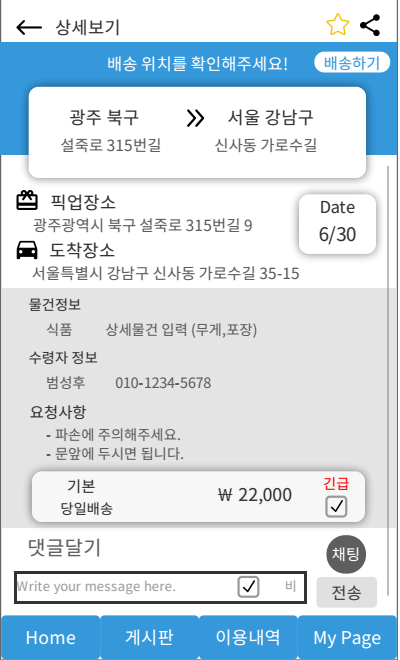 상세보기
배송 위치를 확인해주세요! 배송하기
광주 북구 서울 강남구
설죽로 315번길 신사동 가로수길
픽업장소
광주광역시 북구 설죽로 315번길 9
Date
6/30
도착장소
서울특별시 강남구 신사동 가로수길 35-15
물건정보
식품 상세물건 입력 (무게,포장)
수령자 정보
범성후 010-1234-5678
요청사항
- 파손에 주의해주세요.
- 문앞에 두시면 됩니다.
기본
당일배송
₩ 22,000
긴급
댓글달기
채팅
Write your message here. 비
전송
Home 게시판 이용내역 My Page